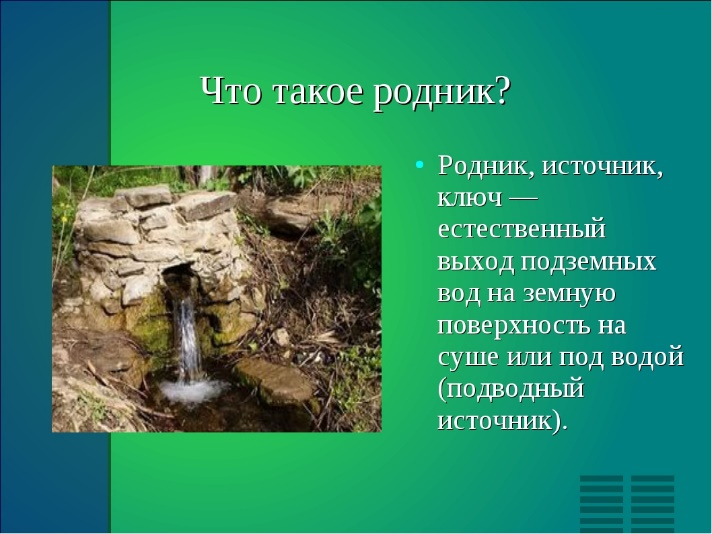 Что такое родник?
• Родник, источник,
ключ —
естественный
выход подземных
вод на земную
поверхность на
суше или под водой
(подводный
источник).